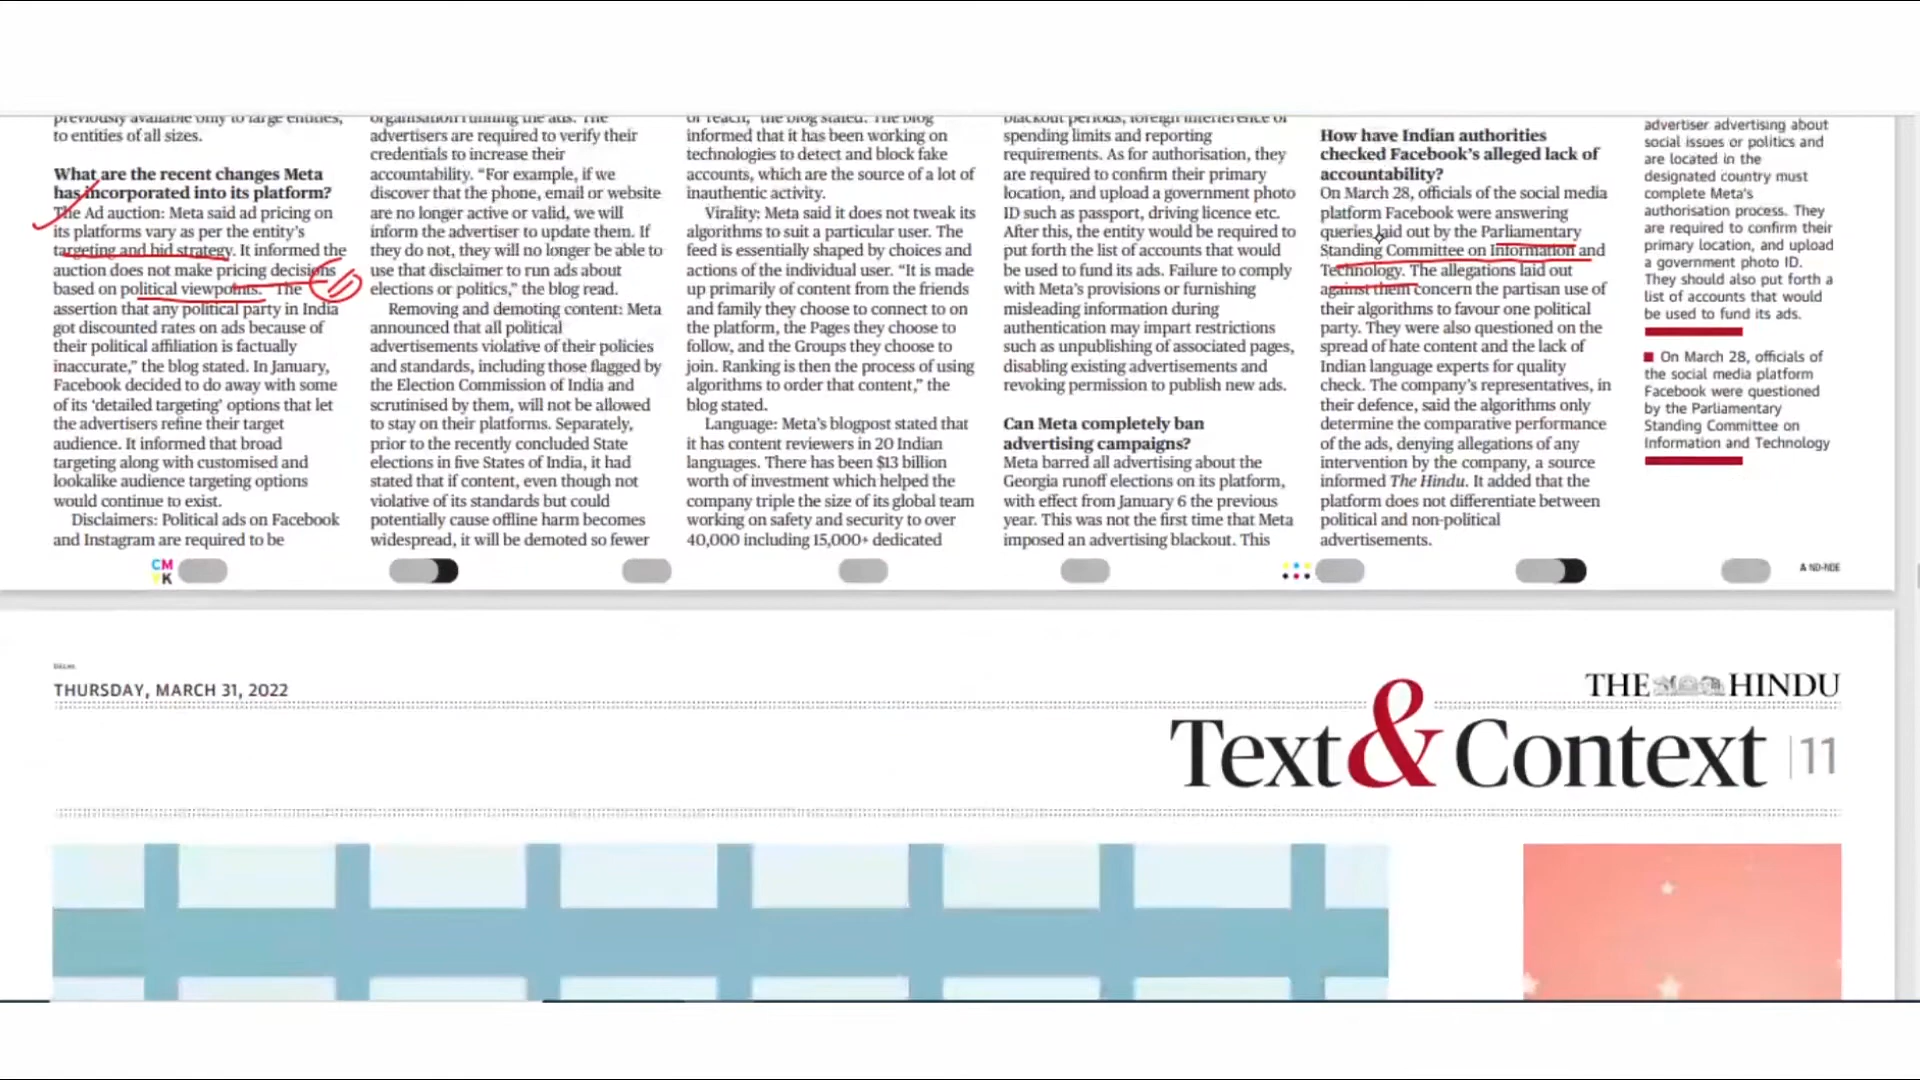 previously available only to large entities,
to entities of all sizes.
What are the recent changes Meta
has incorporated into its platform?
The Ad auction: Meta said ad pricing on
its platforms vary as per the entity's
targeting and bid strategy. It informed the
auction does not make pricing decisions
based on political viewpoints. "The
assertion that any political party in India
got discounted rates on ads because of
their political affiliation is factually
inaccurate,” the blog stated. In January,
Facebook decided to do away with some
of its ‘detailed targeting’ options that let
the advertisers refine their target
audience. It informed that broad
targeting along with customised and
lookalike audience targeting options
would continue to exist.
Disclaimers: Political ads on Facebook
and Instagram are required to be
organisation running the ads. The
advertisers are required to verify their
credentials to increase their
accountability. “For example, if we
discover that the phone, email or website
are no longer active or valid, we will
inform the advertiser to update them. If
they do not, they will no longer be able to
use that disclaimer to run ads about
elections or politics,” the blog read.
Removing and demoting content: Meta
announced that all political
advertisements violative of their policies
and standards, including those flagged by
the Election Commission of India and
scrutinised by them, will not be allowed
to stay on their platforms. Separately,
prior to the recently concluded State
elections in five States of India, it had
stated that if content, even though not
violative of its standards but could
potentially cause offline harm becomes
widespread, it will be demoted so fewer
of reach,” the blog stated. The blog
informed that it has been working on
technologies to detect and block fake
accounts, which are the source of a lot of
inauthentic activity.
Virality: Meta said it does not tweak its
algorithms to suit a particular user. The
feed is essentially shaped by choices and
actions of the individual user. “It is made
up primarily of content from the friends
and family they choose to connect to on
the platform, the Pages they choose to
follow, and the Groups they choose to
join. Ranking is then the process of using
algorithms to order that content,” the
blog stated.
Language: Meta’s blogpost stated that
it has content reviewers in 20 Indian
languages. There has been $13 billion
worth of investment which helped the
company triple the size of its global team
working on safety and security to over
40,000 including 15,000+ dedicated
blackout periods, foreign interference or
spending limits and reporting
requirements. As for authorisation, they
are required to confirm their primary
location, and upload a government photo
ID such as passport, driving licence etc.
After this, the entity would be required to
put forth the list of accounts that would
be used to fund its ads. Failure to comply
with Meta’s provisions or furnishing
misleading information during
authentication may impart restrictions
such as unpublishing of associated pages,
disabling existing advertisements and
revoking permission to publish new ads.
Can Meta completely ban
advertising campaigns?
Meta barred all advertising about the
Georgia runoff elections on its platform,
with effect from January 6 the previous
year. This was not the first time that Meta
imposed an advertising blackout. This
How have Indian authorities
checked Facebook’s alleged lack of
accountability?
On March 28, officials of the social media
platform Facebook were answering
queries laid out by the Parliamentary
Standing Committee on Information and
Technology. The allegations laid out
against them concern the partisan use of
their algorithms to favour one political
party. They were also questioned on the
spread of hate content and the lack of
Indian language experts for quality
check. The company’s representatives, in
their defence, said the algorithms only
determine the comparative performance
of the ads, denying allegations of any
intervention by the company, a source
informed The Hindu. It added that the
platform does not differentiate between
political and non-political
advertisements.
advertiser advertising about
social issues or politics and
are located in the
designated country must
complete Meta’s
authorisation process. They
are required to confirm their
primary location, and upload
a government photo ID.
They should also put forth a
list of accounts that would
be used to fund its ads.
On March 28, officials of
the social media platform
Facebook were questioned
by the Parliamentary
Standing Committee on
Information and Technology
CM
YK
A ND-NDE
THURSDAY, MARCH 31, 2022
THE HINDU
Text&Context 11